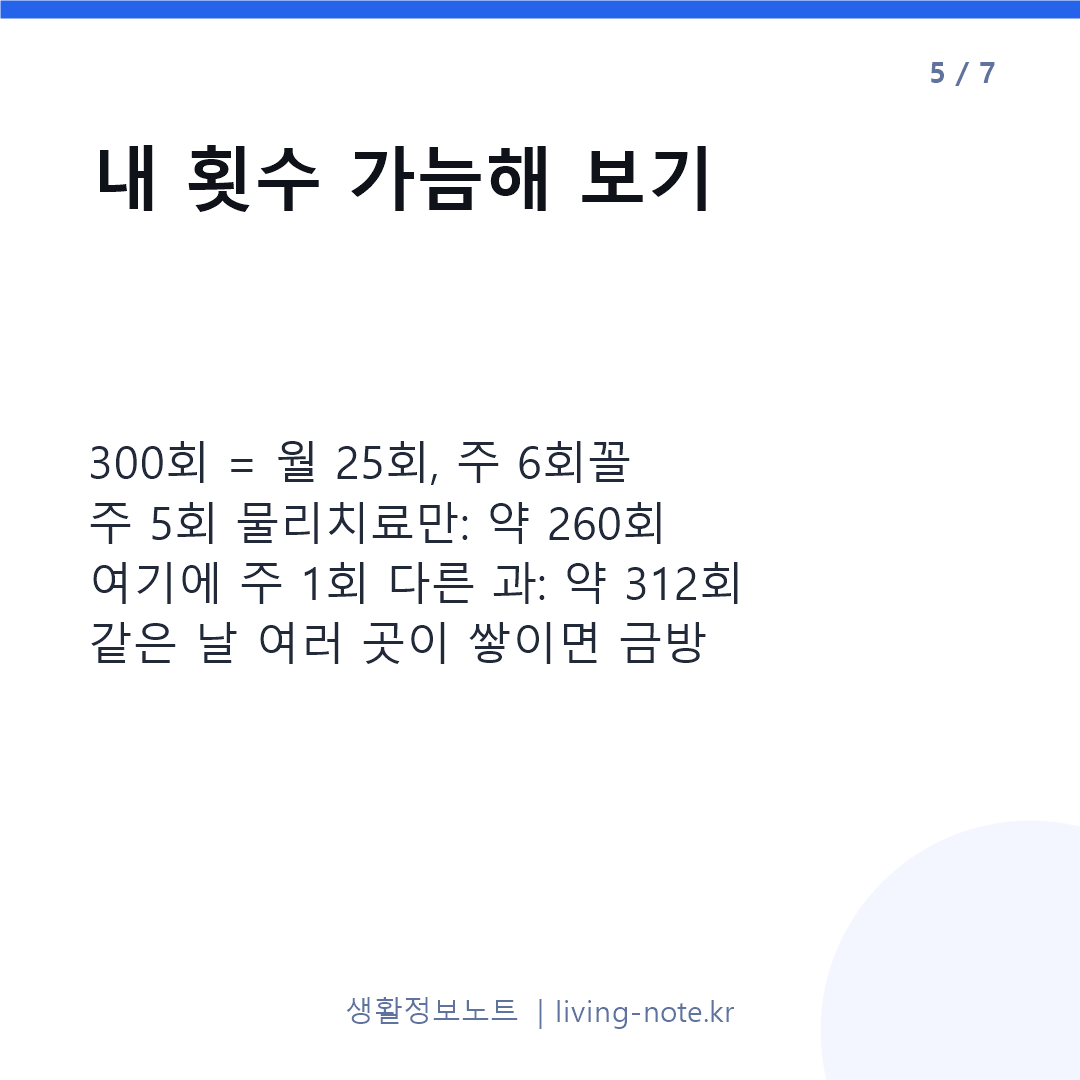 5 / 7
내 횟수 가늠해 보기
300회 = 월 25회, 주 6회꼴
주 5회 물리치료만: 약 260회
여기에 주 1회 다른 과: 약 312회
같은 날 여러 곳이 쌓이면 금방
생활정보노트 | living-note.kr